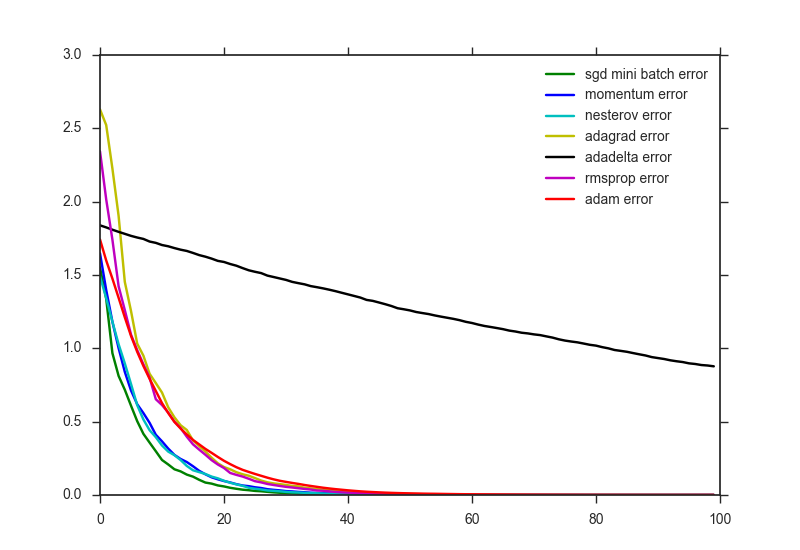 3.0
2.5
2.0
1.5
1.0
0.5
0.0
0 20 40 60 80 100
sgd mini batch error
momentum error
nesterov error
adagrad error
adadelta error
rmsprop error
adam error